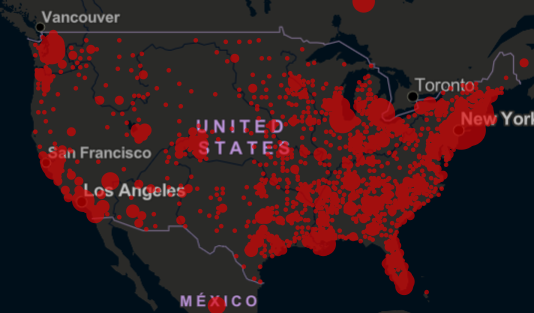 Vancouver
Toronto
New York
UNITED
STATES
San Francisco
Los Angeles
MÉXICO